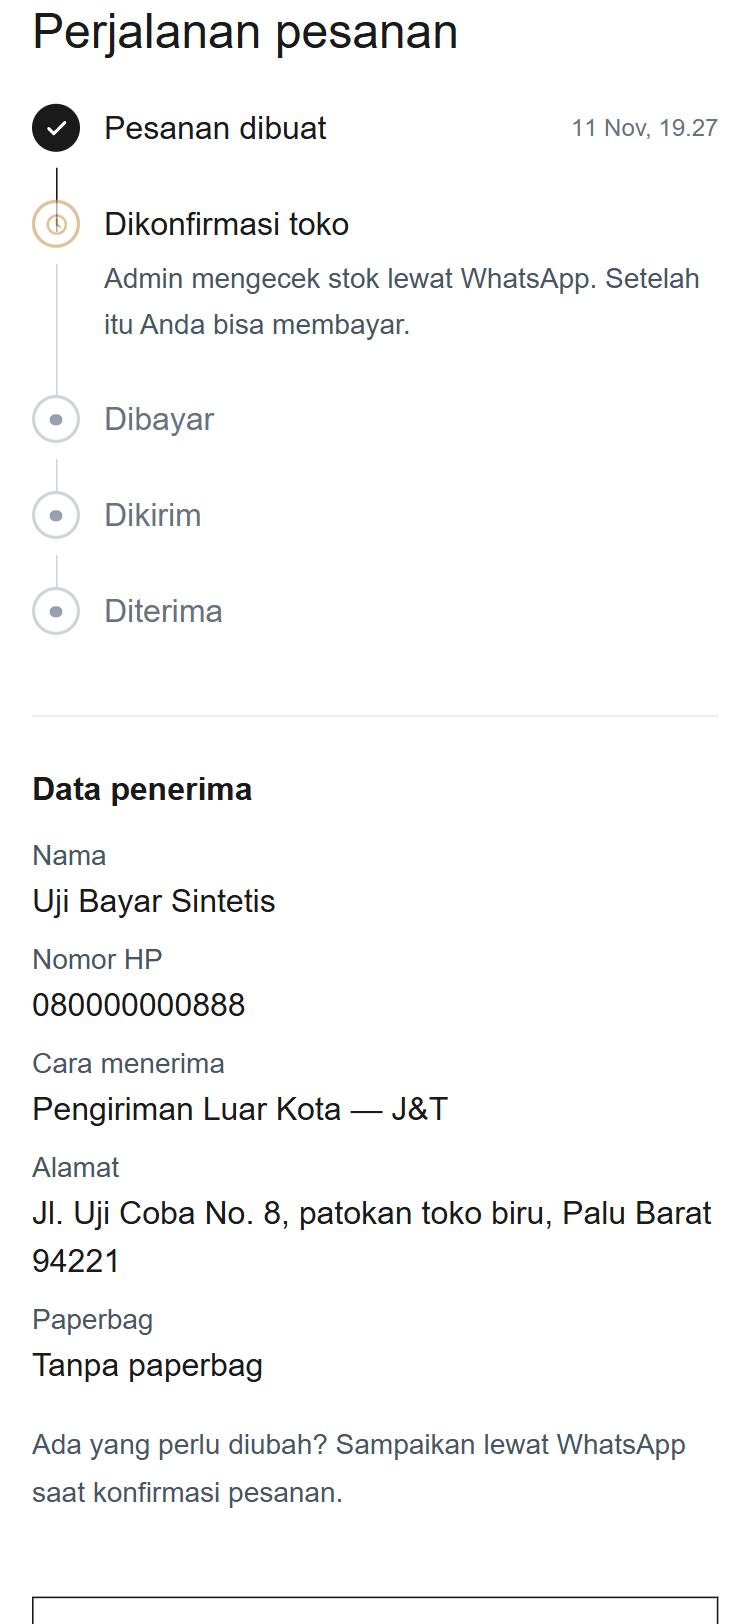 Perjalanan pesanan
Pesanan dibuat
11 Nov, 19.27
Dikonfirmasi toko
Admin mengecek stok lewat WhatsApp. Setelah
itu Anda bisa membayar.
Dibayar
Dikirim
Diterima
Data penerima
Nama
Uji Bayar Sintetis
Nomor HP
080000000888
Cara menerima
Pengiriman Luar Kota — J&T
Alamat
Jl. Uji Coba No. 8, patokan toko biru, Palu Barat
94221
Paperbag
Tanpa paperbag
Ada yang perlu diubah? Sampaikan lewat WhatsApp
saat konfirmasi pesanan.